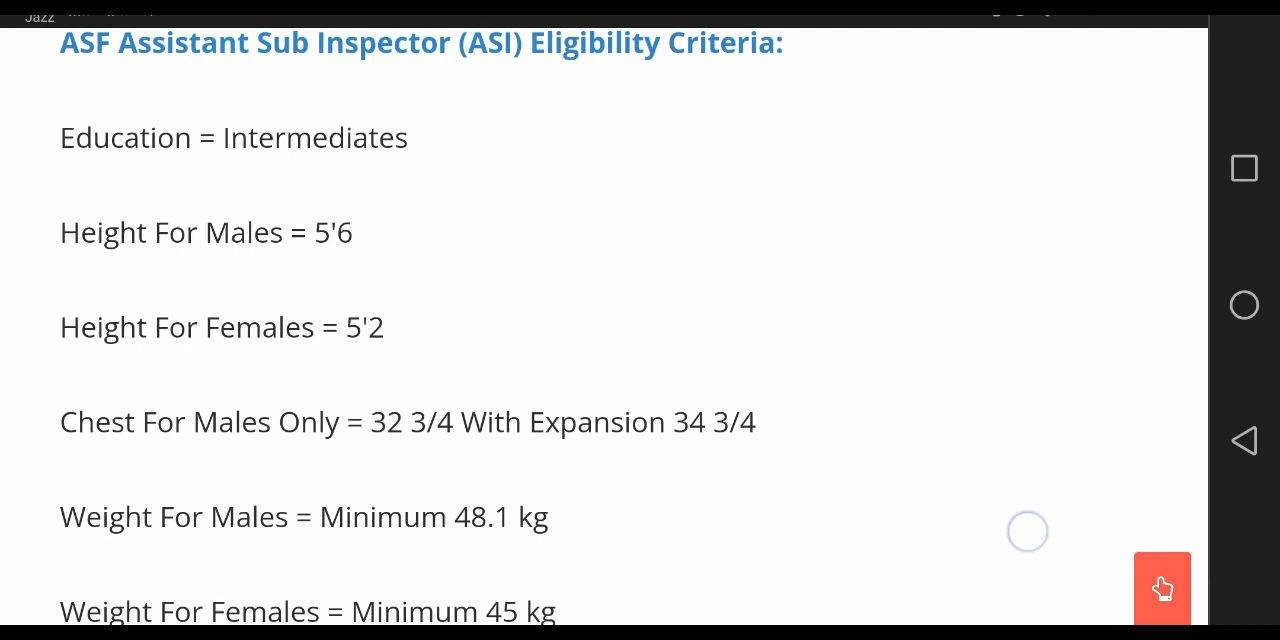 Jazz
ASF Assistant Sub Inspector (ASI) Eligibility Criteria:
Education = Intermediates
Height For Males = 5'6
Height For Females = 5'2
Chest For Males Only = 32 3/4 With Expansion 34 3/4
Weight For Males = Minimum 48.1 kg
Weight For Females = Minimum 45 kg